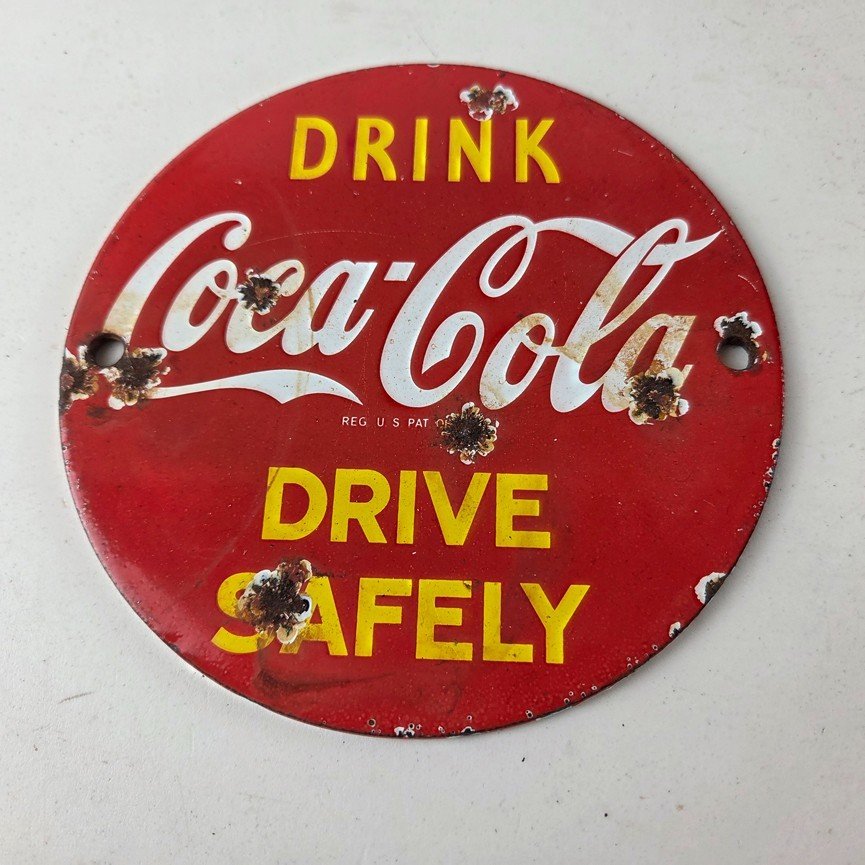 DRINK
Coca-Cola
REG U.S PAT
DRIVE
SAFELY